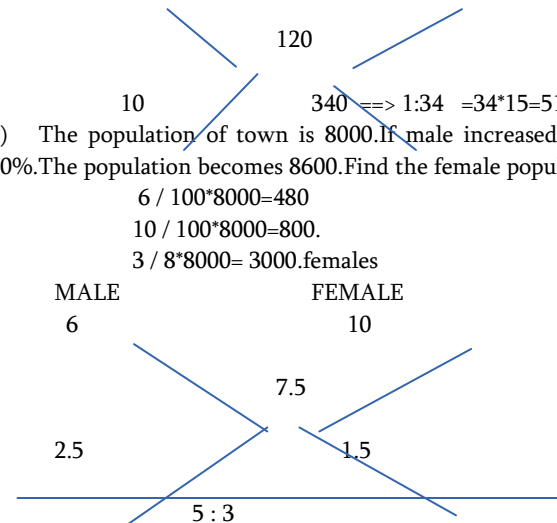 120
10 340 ==> 1:34 =34*15=51
) The population of town is 8000.If male increased
0%.The population becomes 8600.Find the female popu
6 / 100*8000=480
10 / 100*8000=800.
3 / 8*8000= 3000.females
MALE FEMALE
6 10
7.5
2.5 1.5
5 : 3